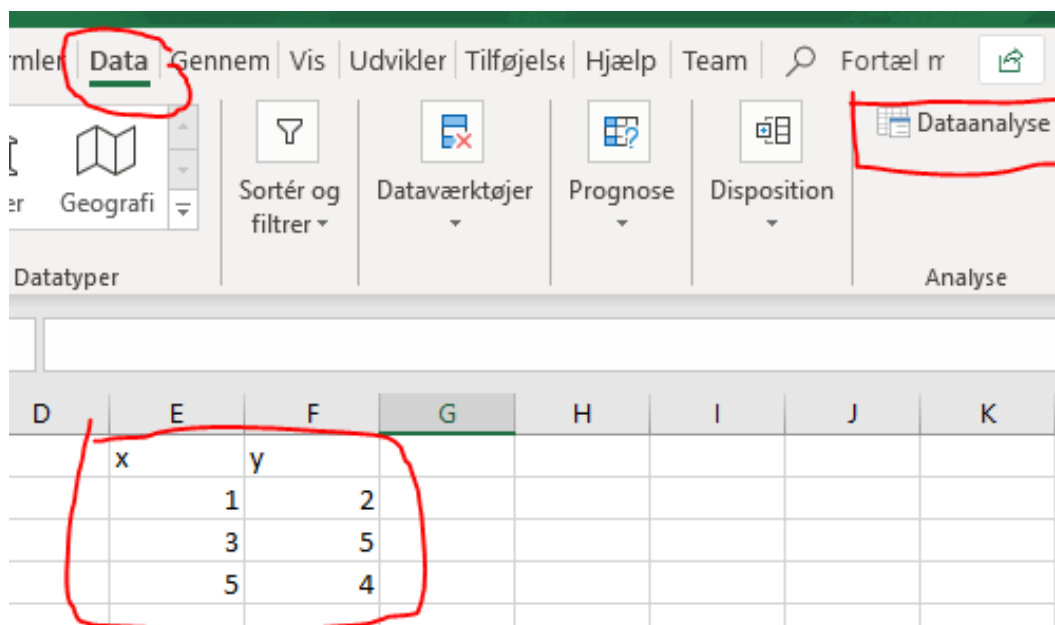 rmler Data Gennem Vis Udvikler Tilføjelse Hjælp Team Fortæl m
Dataanalyse
er Geografi Sortér og Dataværktøjer Prognose Disposition
filtrer
Datatyper Analyse
D E F G H I J K
x y
1 2
3 5
5 4